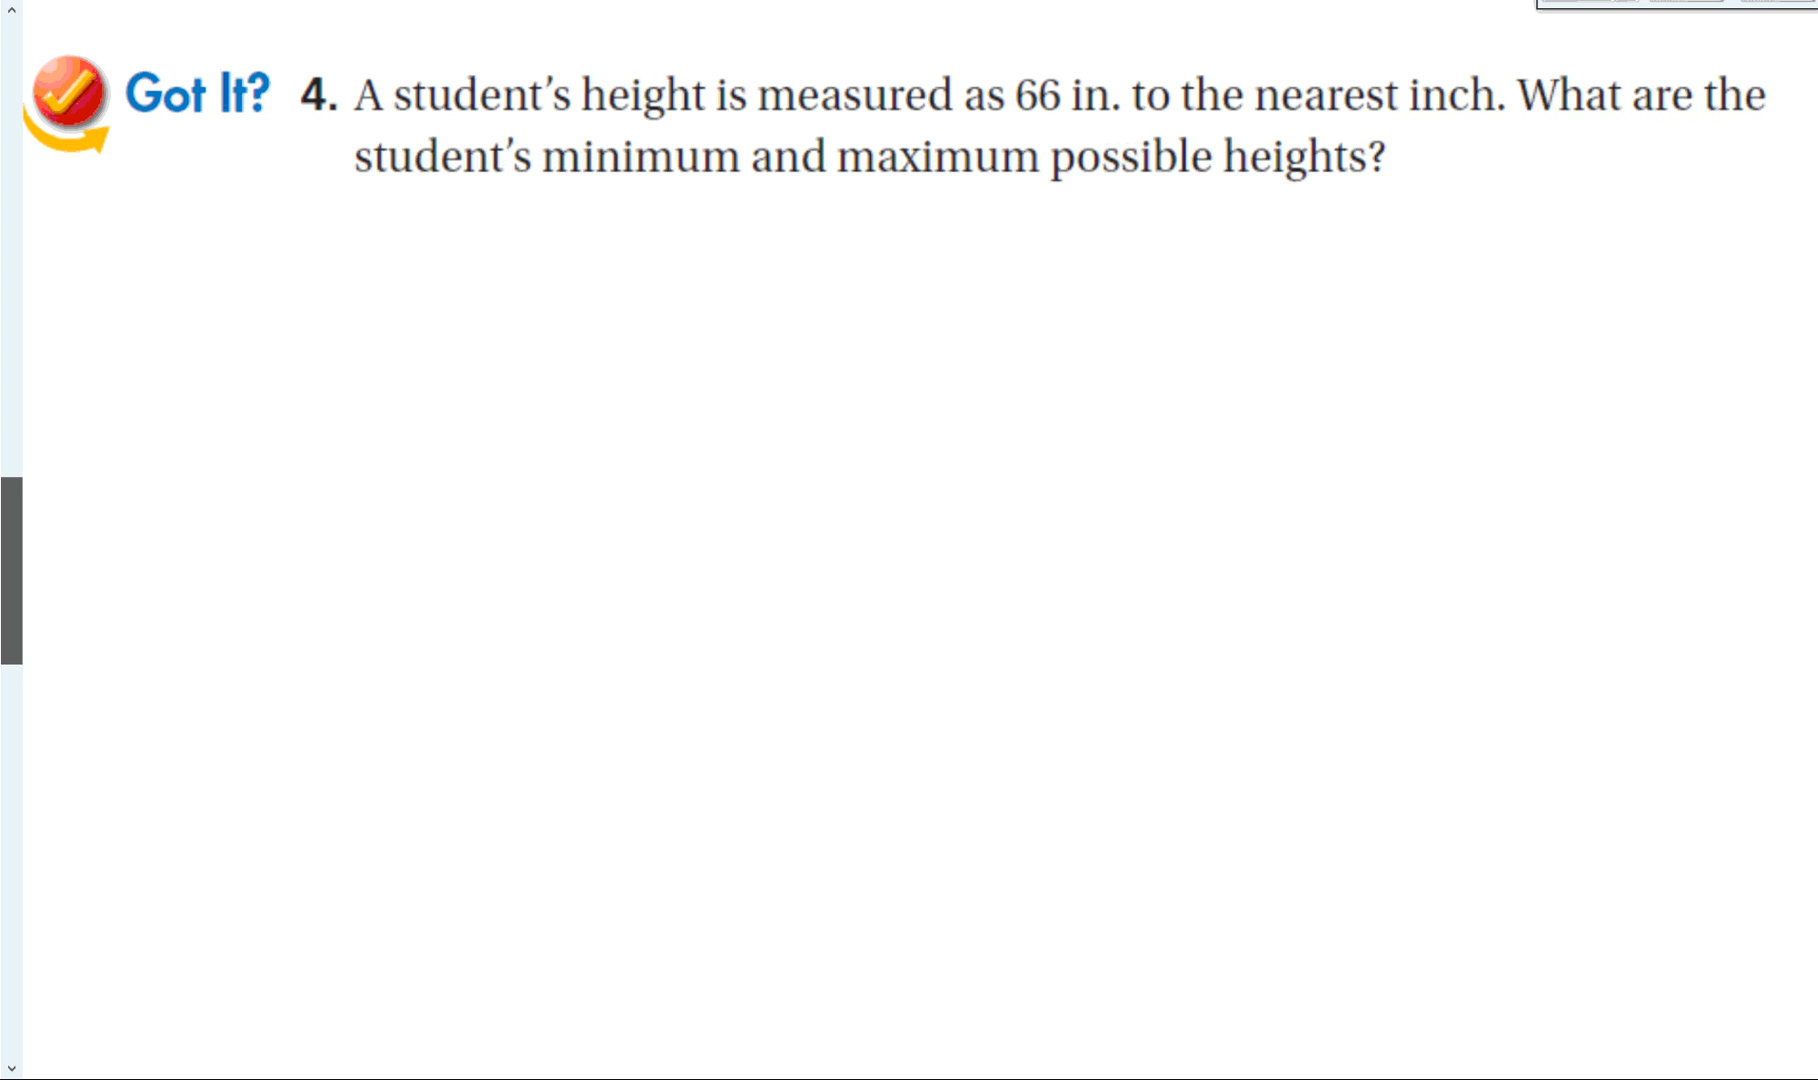 Got It? 4. A student’s height is measured as 66 in. to the nearest inch. What are the
student’s minimum and maximum possible heights?